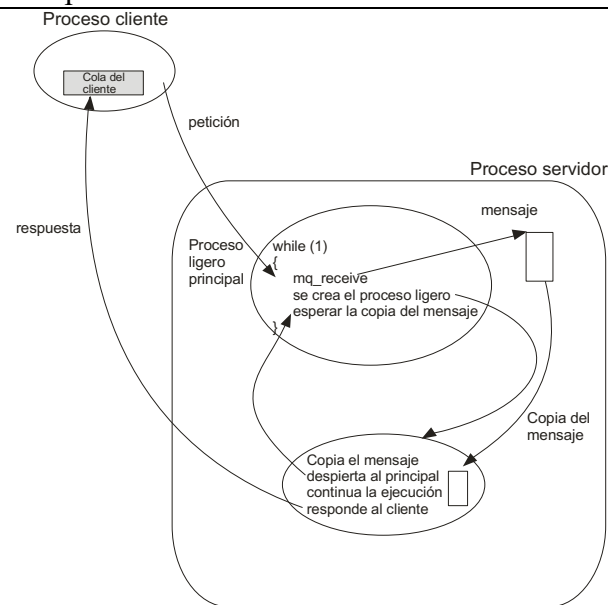 Proceso cliente
Cola del
cliente
petición
Proceso servidor
mensaje
respuesta
Proceso
ligero
principal
while (1)
{
mq_receive
se crea el proceso ligero
esperar la copia del mensaje
}
Copia del
mensaje
Copia el mensaje
despierta al principal
continua la ejecución
responde al cliente